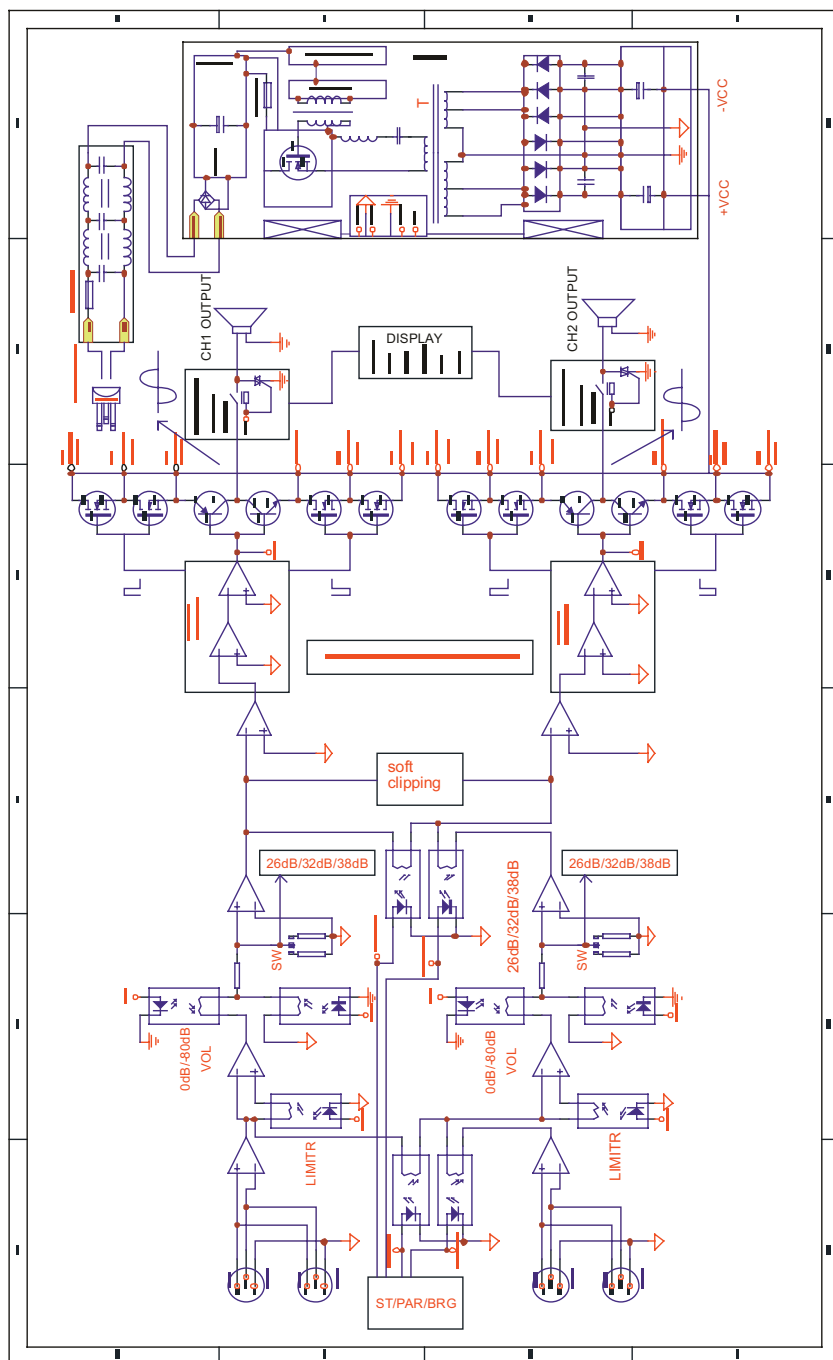 T
-VCC
+VCC
CH1 OUTPUT
DISPLAY
CH2 OUTPUT
soft
clipping
26dB/32dB/38dB
26dB/32dB/38dB
26dB/32dB/38dB
SW
SW
0dB/-80dB
VOL
0dB/-80dB
VOL
LIMITR
LIMITR
ST/PAR/BRG